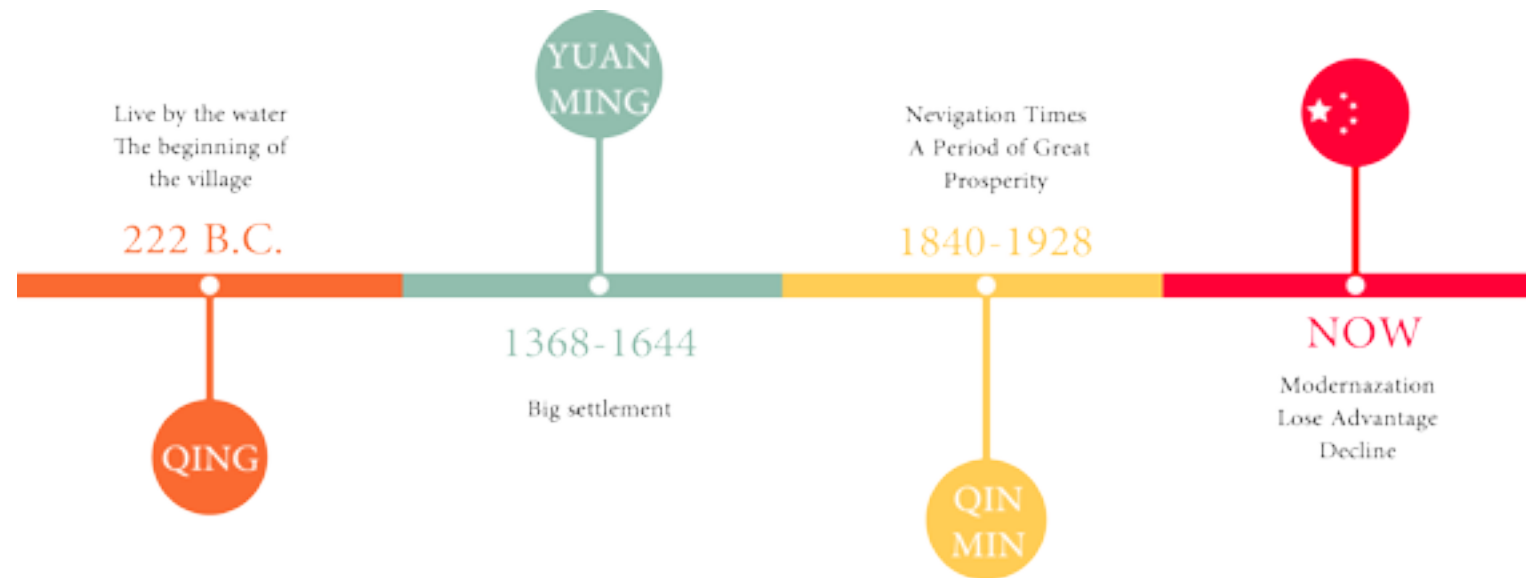 Live by the water
The beginning of
the village
222 B.C.
QING
YUAN
MING
1368-1644
Big settlement
Nevigation Times
A Period of Great
Prosperity
1840-1928
QIN
MIN
NOW
Modernazation
Lose Advantage
Decline